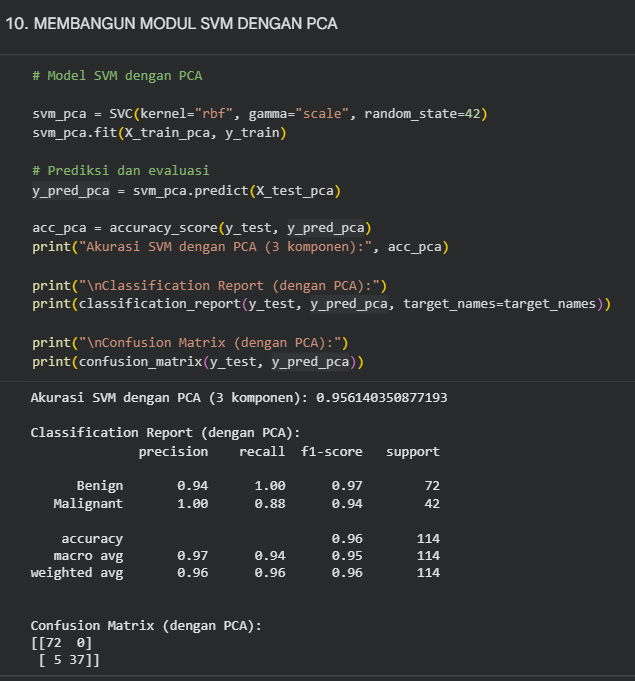 10. MEMBANGUN MODUL SVM DENGAN PCA
# Model SVM dengan PCA
svm_pca = SVC(kernel="rbf", gamma="scale", random_state=42)
svm_pca.fit(X_train_pca, y_train)
# Prediksi dan evaluasi
y_pred_pca = svm_pca.predict(X_test_pca)
acc_pca = accuracy_score(y_test, y_pred_pca)
print("Akurasi SVM dengan PCA (3 komponen):", acc_pca)
print("\nClassification Report (dengan PCA):")
print(classification_report(y_test, y_pred_pca, target_names=target_names))
print("\nConfusion Matrix (dengan PCA):")
print(confusion_matrix(y_test, y_pred_pca))
Akurasi SVM dengan PCA (3 komponen): 0.956140350877193
Classification Report (dengan PCA):
precision recall f1-score support
Benign 0.94 1.00 0.97 72
Malignant 1.00 0.88 0.94 42
accuracy 0.96 114
macro avg 0.97 0.94 0.95 114
weighted avg 0.96 0.96 0.96 114
Confusion Matrix (dengan PCA):
[[72 0]
[ 5 37]]